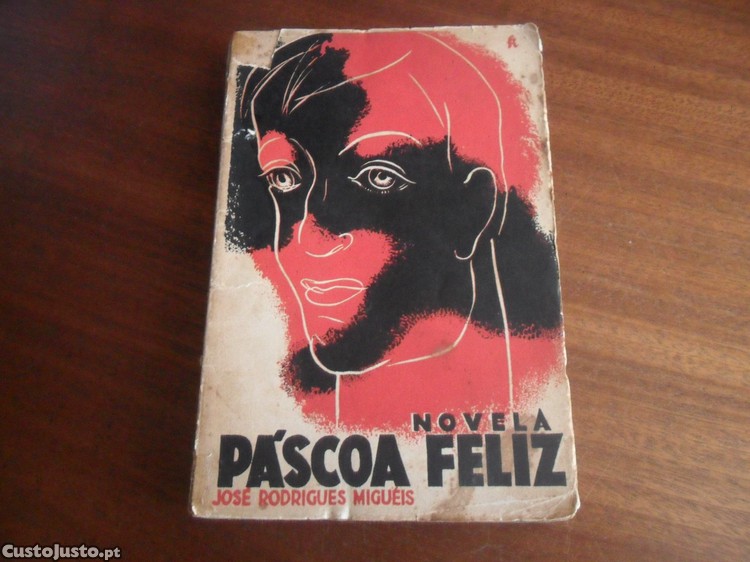 NOVELA
PÁSCOA FELIZ
JOSÉ RODRIGUES MIGUÉIS
CustoJusto.pt